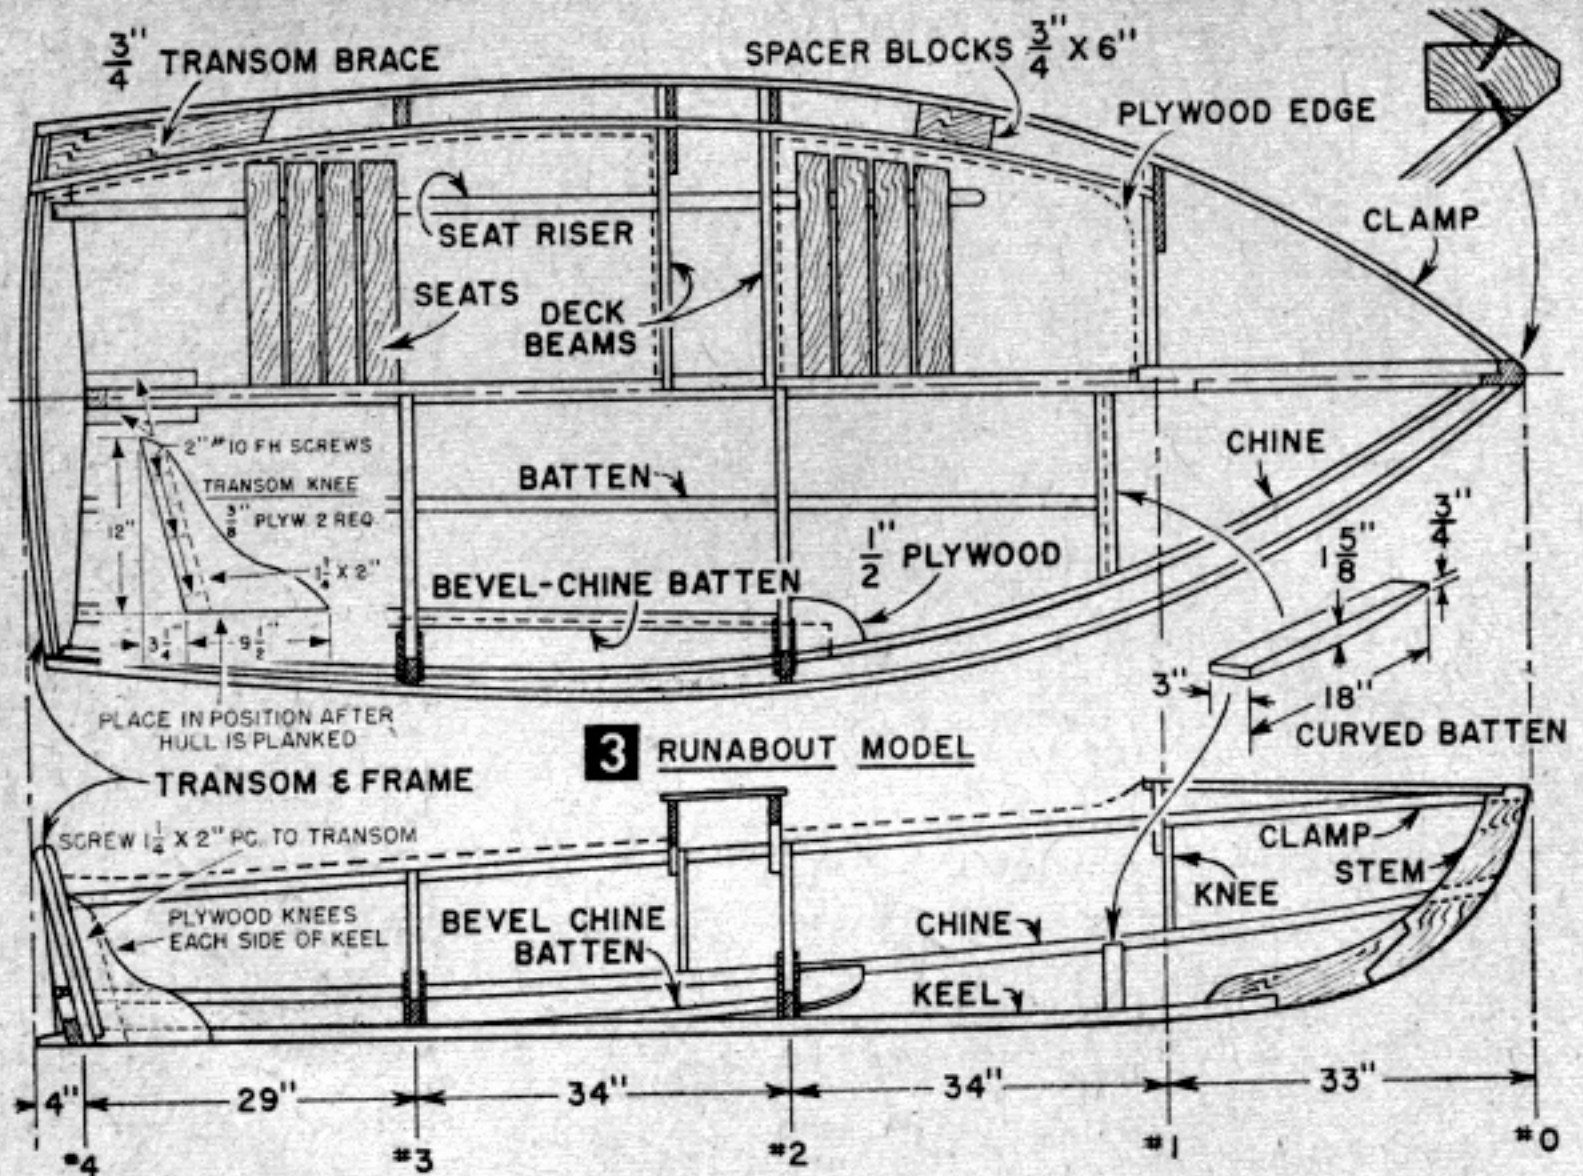 3/4" TRANSOM BRACE
SPACER BLOCKS 3/4 X 6"
PLYWOOD EDGE
CLAMP
SEAT RISER
SEATS
DECK
BEAMS
2" #10 FH SCREWS
TRANSOM KNEE
3/8" PLYW. 2 REQ.
12"
1 1/4 X 2"
3 1/4"
9 1/2"
BATTEN
CHINE
1/2" PLYWOOD
BEVEL-CHINE BATTEN
3/4"
1 5/8"
3"
18"
CURVED BATTEN
PLACE IN POSITION AFTER
HULL IS PLANKED
3 RUNABOUT MODEL
TRANSOM & FRAME
SCREW 1 1/4 X 2" PC. TO TRANSOM
PLYWOOD KNEES
EACH SIDE OF KEEL
BEVEL CHINE
BATTEN
CHINE
KEEL
KNEE
CLAMP
STEM
4"
29"
34"
34"
33"
#4
#3
#2
#1
#0